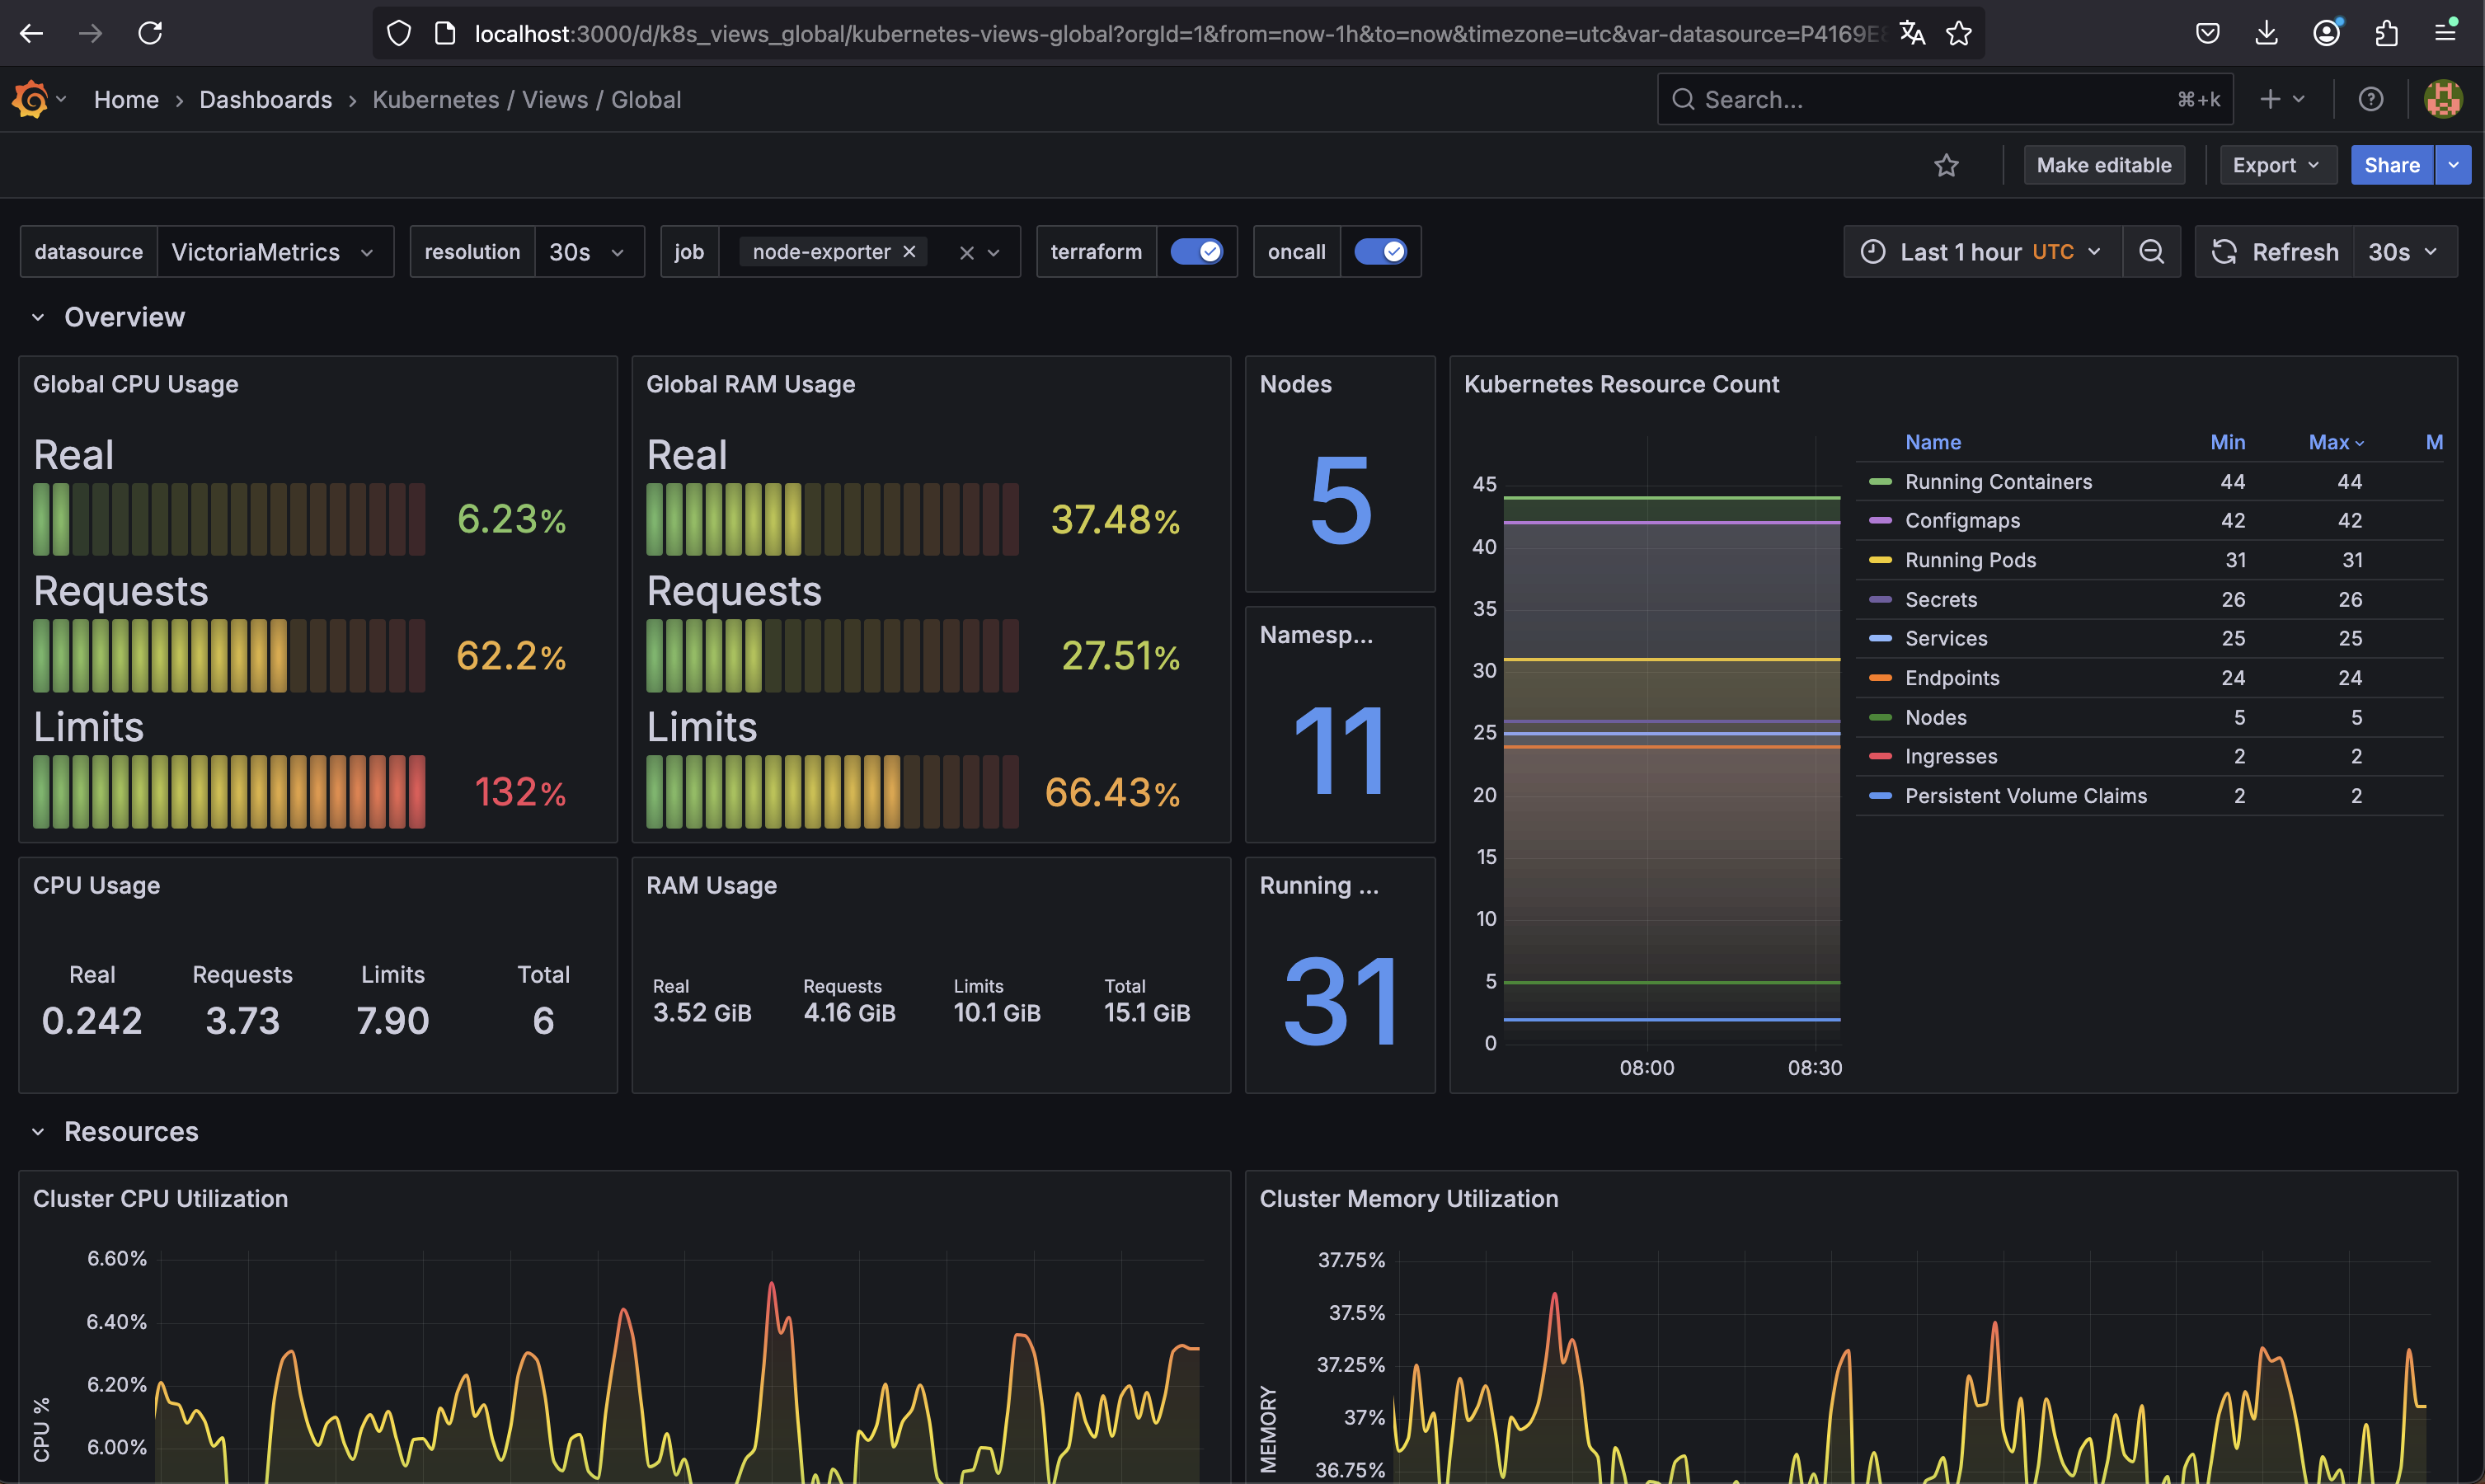 localhost:3000/d/k8s_views_global/kubernetes-views-global?orgId=1&from=now-1h&to=now&timezone=utc&var-datasource=P4169E8
Home › Dashboards › Kubernetes / Views / Global
Search... ⌘+k
Make editable Export Share
datasource VictoriaMetrics resolution 30s job node-exporter terraform oncall Last 1 hour UTC Refresh 30s
Overview
Global CPU Usage
Real
6.23%
Requests
62.2%
Limits
132%
Global RAM Usage
Real
37.48%
Requests
27.51%
Limits
66.43%
Nodes
5
Namesp...
11
Running ...
31
CPU Usage
Real Requests Limits Total
0.242 3.73 7.90 6
RAM Usage
Real Requests Limits Total
3.52 GiB 4.16 GiB 10.1 GiB 15.1 GiB
Kubernetes Resource Count
45
40
35
30
25
20
15
10
5
0
08:00 08:30
Name Min Max M
Running Containers 44 44
Configmaps 42 42
Running Pods 31 31
Secrets 26 26
Services 25 25
Endpoints 24 24
Nodes 5 5
Ingresses 2 2
Persistent Volume Claims 2 2
Resources
Cluster CPU Utilization
6.60%
6.40%
6.20%
6.00%
CPU %
Cluster Memory Utilization
37.75%
37.5%
37.25%
37%
36.75%
MEMORY